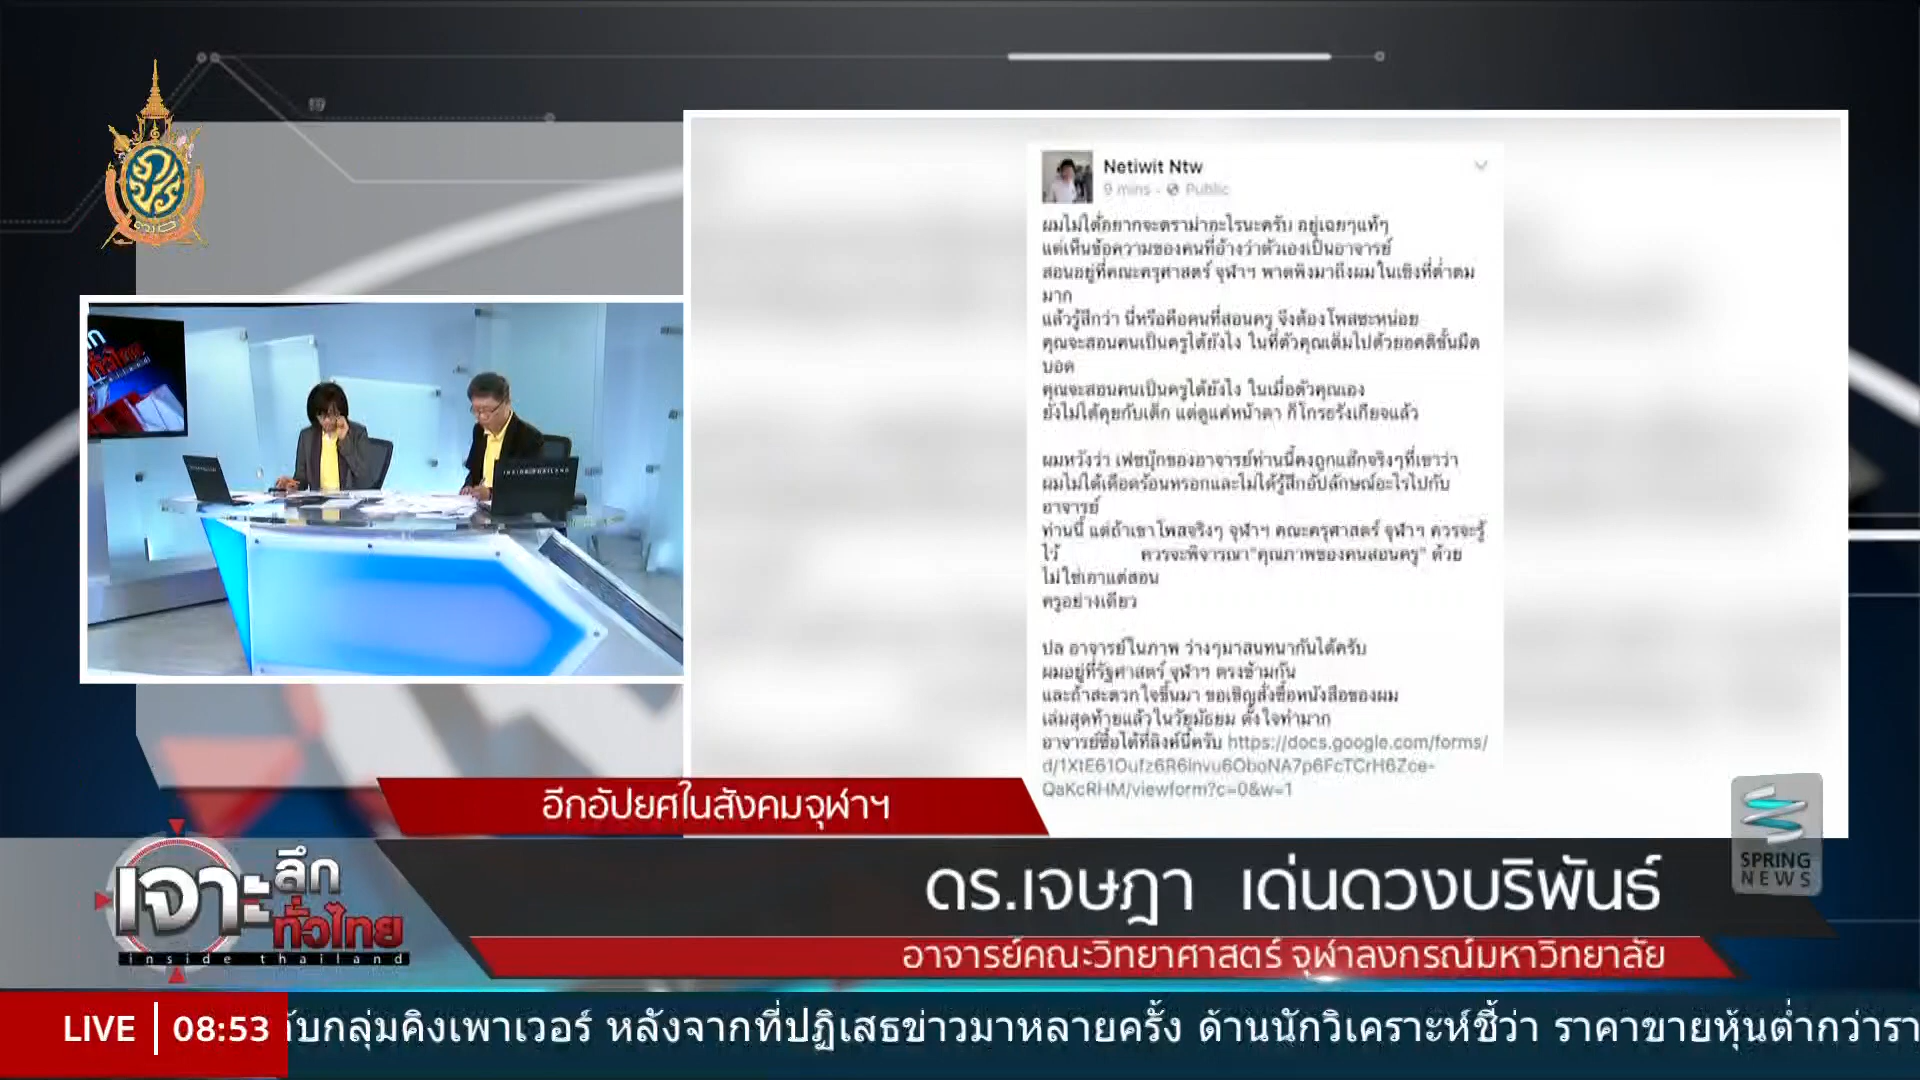 Netiwit Ntw
9 mins - Public
ผมไม่ได้อยากจะดราม่าอะไรนะครับ อยู่เฉยๆแท้ๆ
แต่เห็นข้อความของคนที่อ้างว่าตัวเองเป็นอาจารย์
สอนอยู่ที่คณะครุศาสตร์ จุฬาฯ พาดพิงมาถึงผมในเชิงที่ต่ำตม
มาก
แล้วรู้สึกว่า นี่หรือคือคนที่สอนครู จึงต้องโพสซะหน่อย
คุณจะสอนคนเป็นครูได้ยังไง ในที่ตัวคุณเต็มไปด้วยอคติชั้นมืด
บอด
คุณจะสอนคนเป็นครูได้ยังไง ในเมื่อตัวคุณเอง
ยังไม่ได้คุยกับเด็ก แต่ดูแค่หน้าตา ก็โกรธรังเกียจแล้ว
ผมหวังว่า เฟซบุ๊กของอาจารย์ท่านนี้คงถูกแฮ๊กจริงๆที่เขาว่า
ผมไม่ได้เดือดร้อนหรอกและไม่ได้รู้สึกอัปลักษณ์อะไรไปกับ
อาจารย์
ท่านนี้ แต่ถ้าเขาโพสจริงๆ จุฬาฯ คณะครุศาสตร์ จุฬาฯ ควรจะรู้
ไว้ ควรจะพิจารณา"คุณภาพของคนสอนครู" ด้วย
ไม่ใช่เอาแต่สอน
ครูอย่างเดียว
ปล อาจารย์ในภาพ ว่างๆมาสนทนากันได้ครับ
ผมอยู่ที่รัฐศาสตร์ จุฬาฯ ตรงข้ามกัน
และถ้าสะดวกใจขึ้นมา ขอเชิญสั่งซื้อหนังสือของผม
เล่มสุดท้ายแล้วในวัยมัธยม ตั้งใจทำมาก
อาจารย์ซื้อได้ที่ลิงค์นี้ครับ https://docs.google.com/forms/
d/1XtE61Oufz6R6Invu6OboNA7p6FcTCrH6Zce-
QaKcRHM/viewform?c=0&w=1
อีกอัปยศในสังคมจุฬาฯ
เจาะลึก
ทั่วไทย
inside thailand
ดร.เจษฎา เด่นดวงบริพันธ์
อาจารย์คณะวิทยาศาสตร์ จุฬาลงกรณ์มหาวิทยาลัย
SPRING
NEWS
LIVE 08:53 กับกลุ่มคิงเพาเวอร์ หลังจากที่ปฏิเสธข่าวมาหลายครั้ง ด้านนักวิเคราะห์ชี้ว่า ราคาขายหุ้นต่ำกว่ารา